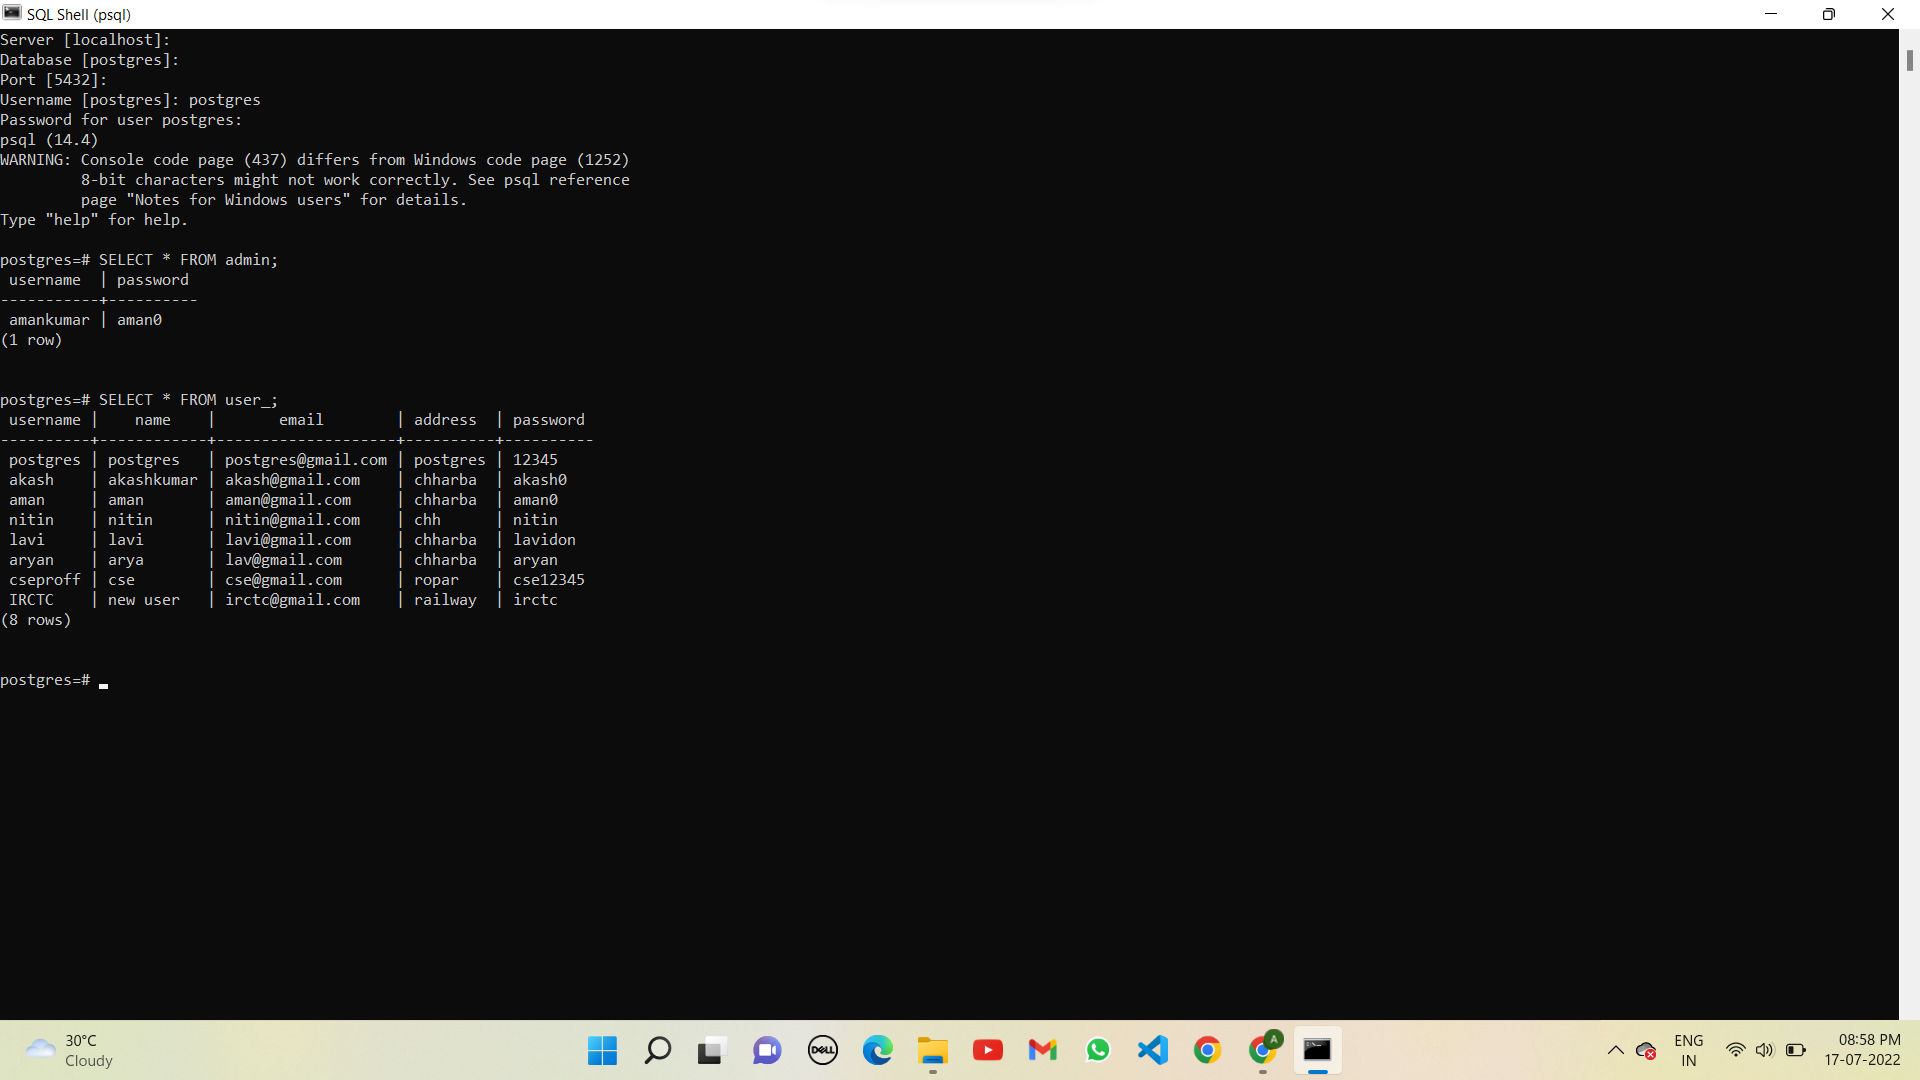 SQL Shell (psql)
Server [localhost]:
Database [postgres]:
Port [5432]:
Username [postgres]: postgres
Password for user postgres:
psql (14.4)
WARNING: Console code page (437) differs from Windows code page (1252)
         8-bit characters might not work correctly. See psql reference
         page "Notes for Windows users" for details.
Type "help" for help.

postgres=# SELECT * FROM admin;
 username  | password
-----------+----------
 amankumar | aman0
(1 row)


postgres=# SELECT * FROM user_;
 username |    name    |       email        | address  | password
----------+------------+--------------------+----------+----------
 postgres | postgres   | postgres@gmail.com | postgres | 12345
 akash    | akashkumar | akash@gmail.com    | chharba  | akash0
 aman     | aman       | aman@gmail.com     | chharba  | aman0
 nitin    | nitin      | nitin@gmail.com    | chh      | nitin
 lavi     | lavi       | lavi@gmail.com     | chharba  | lavidon
 aryan    | arya       | lav@gmail.com      | chharba  | aryan
 cseproff | cse        | cse@gmail.com      | ropar    | cse12345
 IRCTC    | new user   | irctc@gmail.com    | railway  | irctc
(8 rows)


postgres=#
30°C
Cloudy
DELL
A
ENG
IN
08:58 PM
17-07-2022